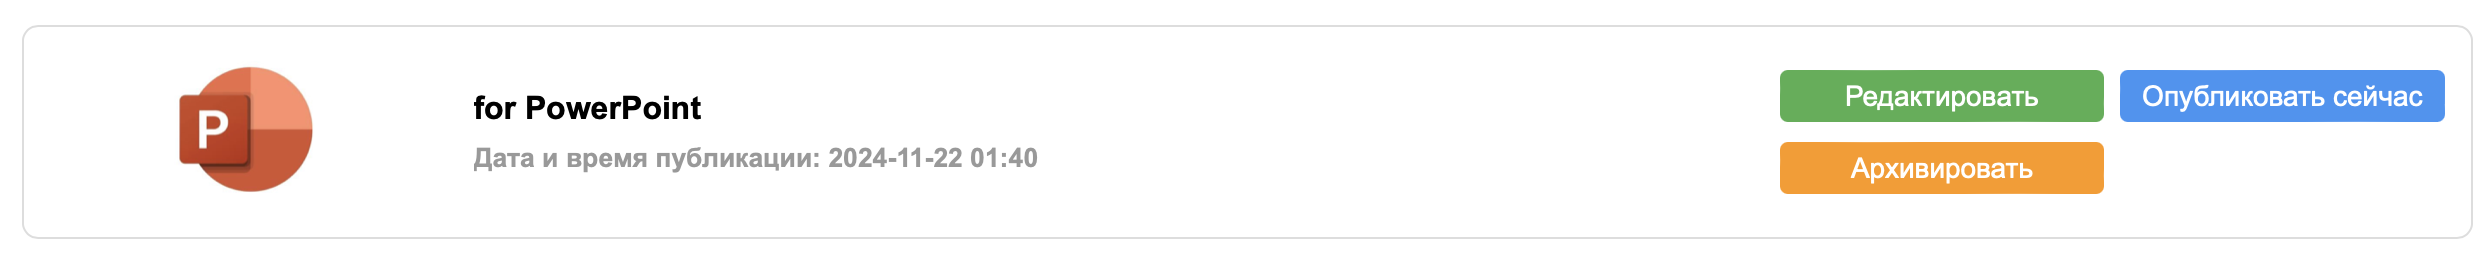 P
for PowerPoint
Дата и время публикации: 2024-11-22 01:40
Редактировать
Опубликовать сейчас
Архивировать